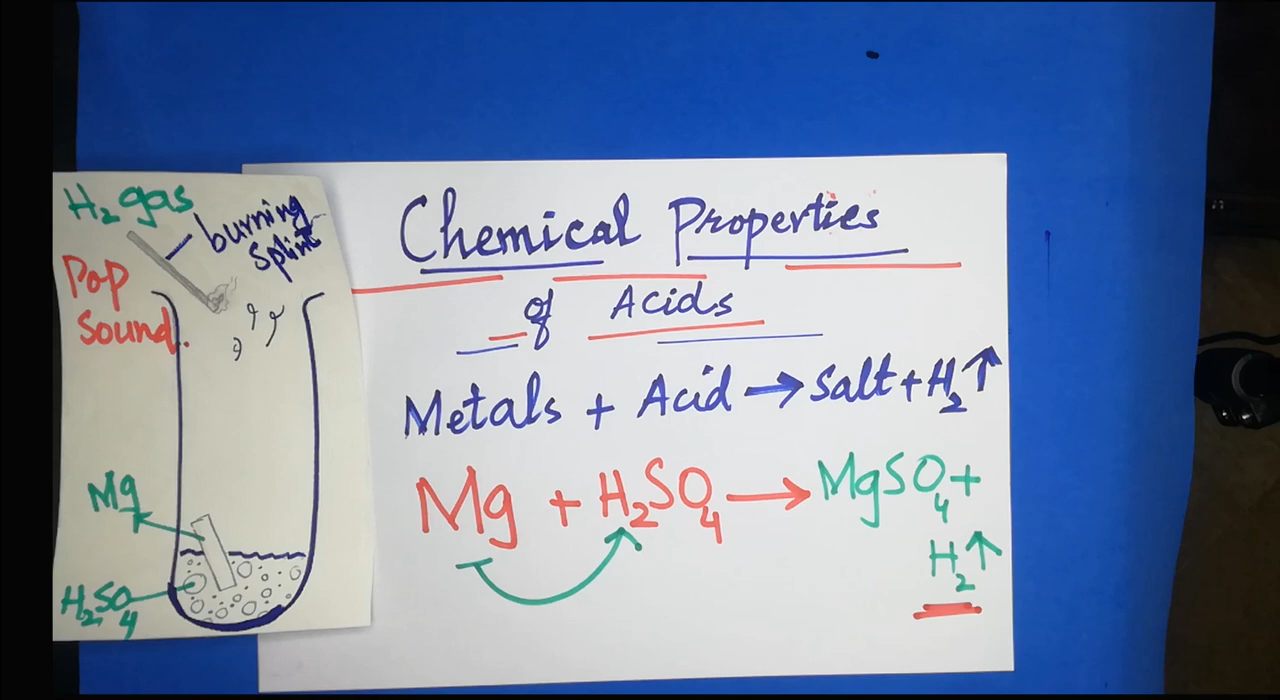 H₂ gas
burning
splint
Pop
Sound.
Mg
H₂SO₄
Chemical Properties
of Acids
Metals + Acid → Salt + H₂↑
Mg + H₂SO₄ → MgSO₄ +
H₂↑